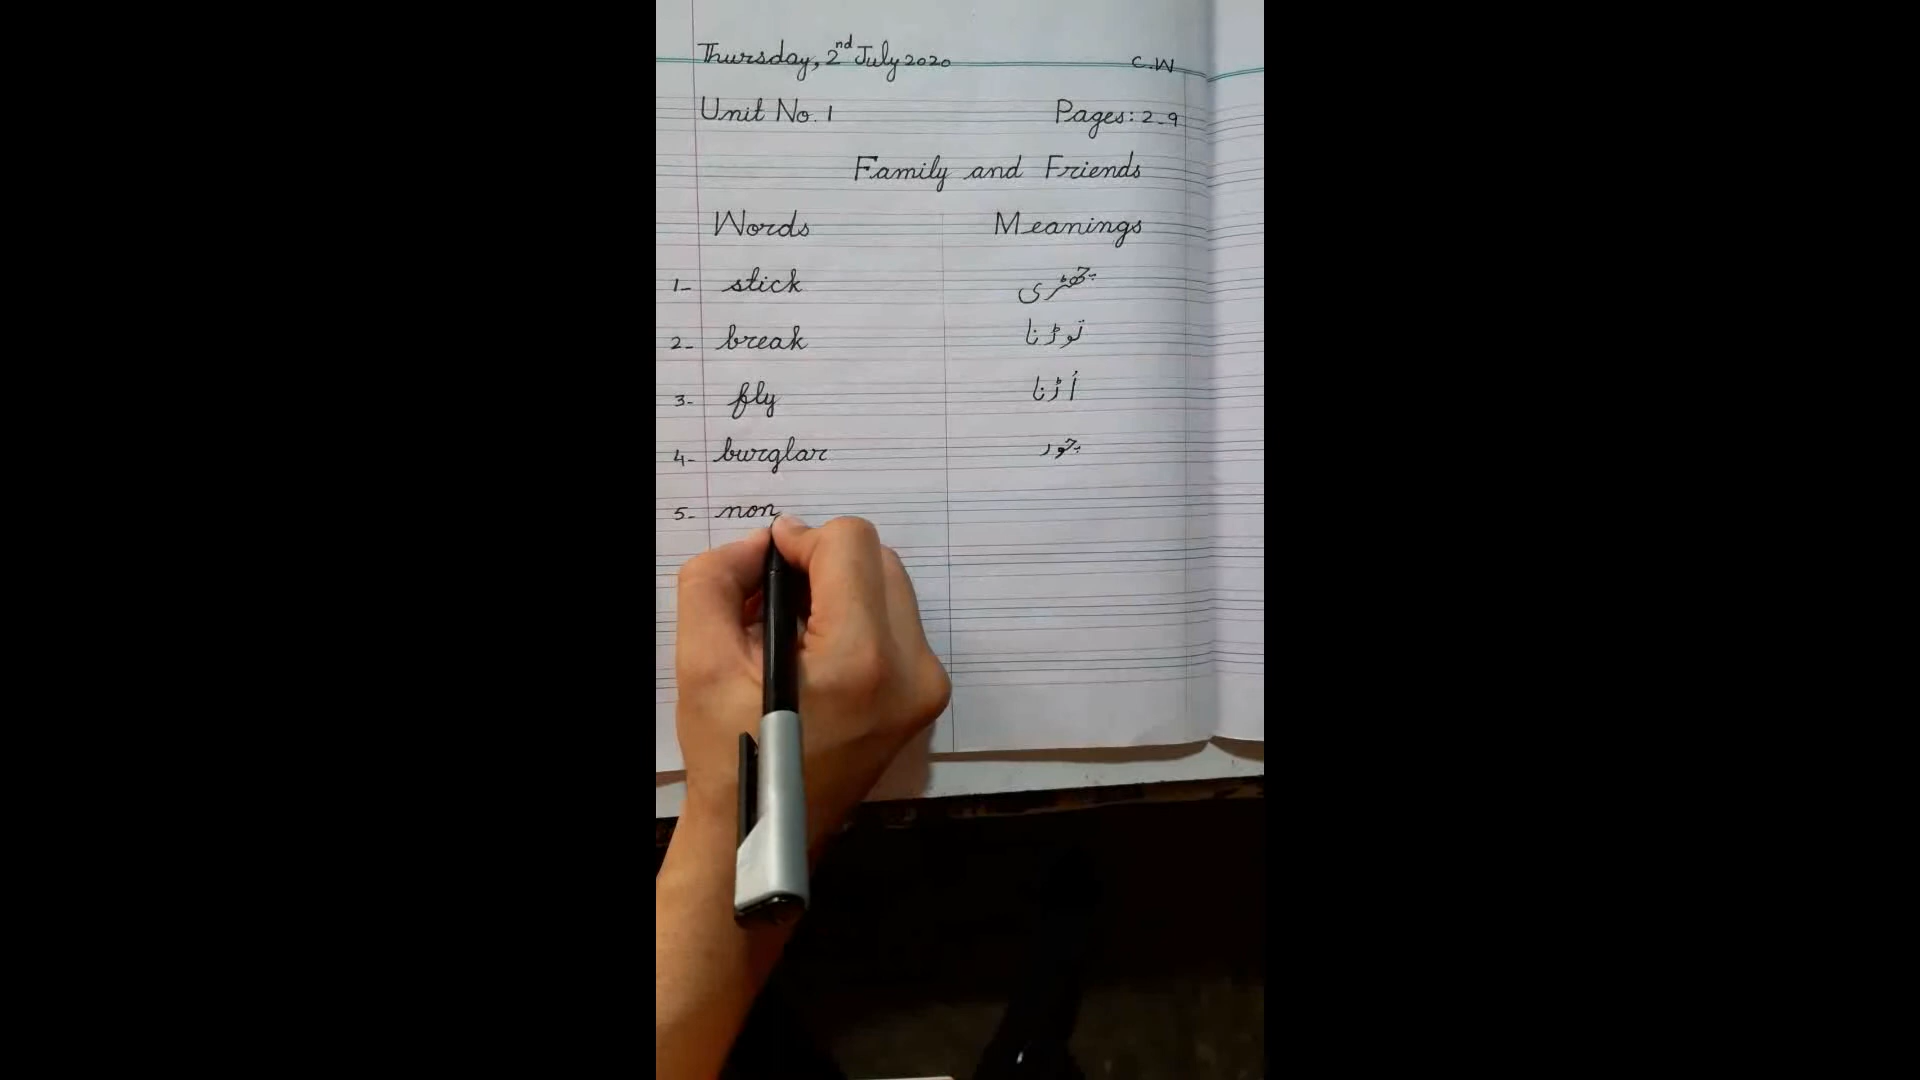 Thursday, 2nd July 2020 C.W
Unit No. 1 Pages: 2-9
Family and Friends
Words Meanings
1- stick چھڑی
2- break توڑنا
3- fly اُڑنا
4- burglar چور
5- non